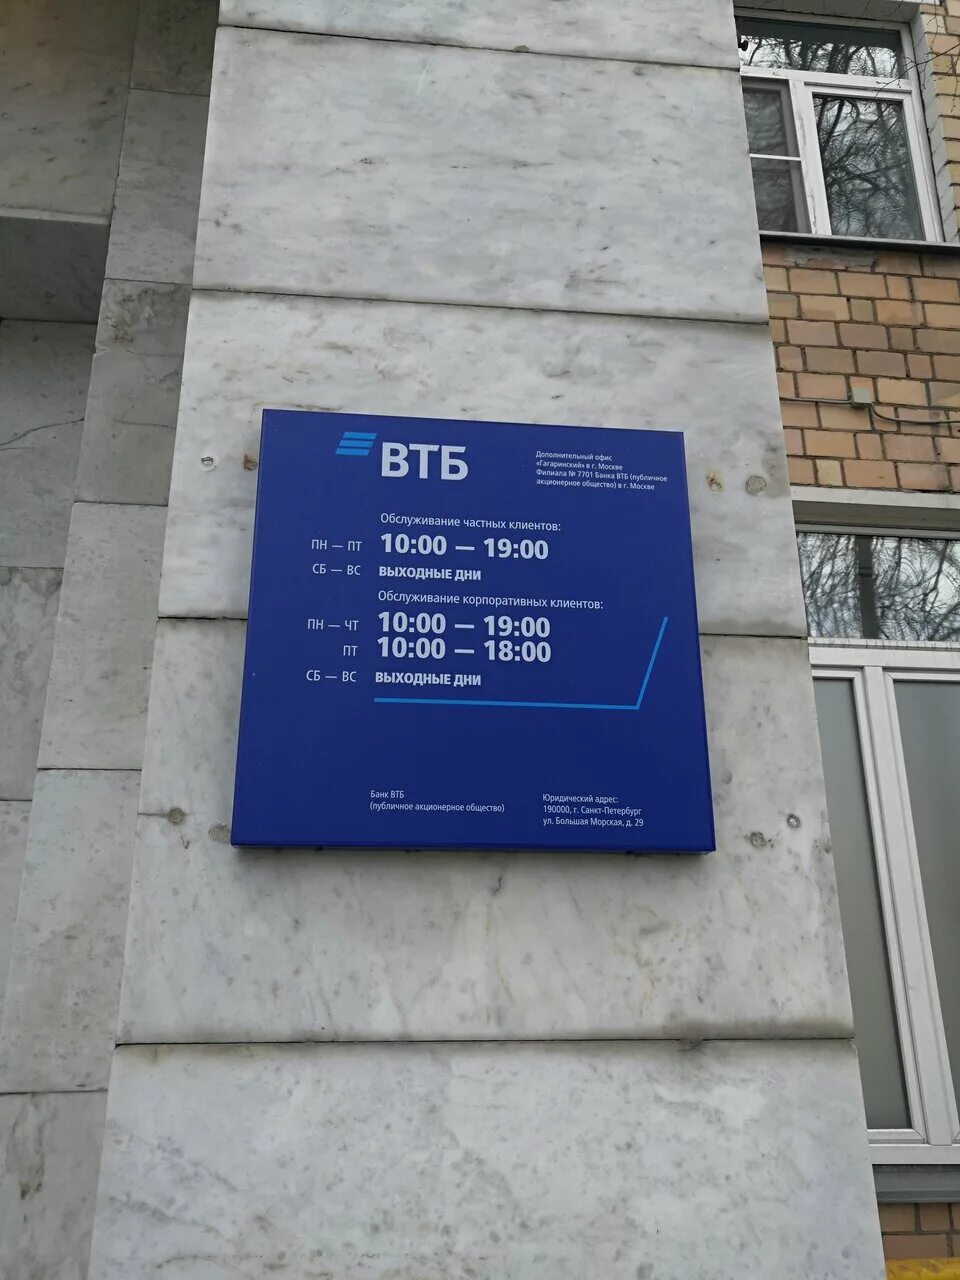 ВТБ
Дополнительный офис
«Гагаринский» в г. Москве
Филиала № 7701 Банка ВТБ (публичное
акционерное общество) в г. Москве
Обслуживание частных клиентов:
ПН — ПТ 10:00 — 19:00
СБ — ВС ВЫХОДНЫЕ ДНИ
Обслуживание корпоративных клиентов:
ПН — ЧТ 10:00 — 19:00
ПТ 10:00 — 18:00
СБ — ВС ВЫХОДНЫЕ ДНИ
Банк ВТБ
(публичное акционерное общество)
Юридический адрес:
190000, г. Санкт-Петербург
ул. Большая Морская, д. 29